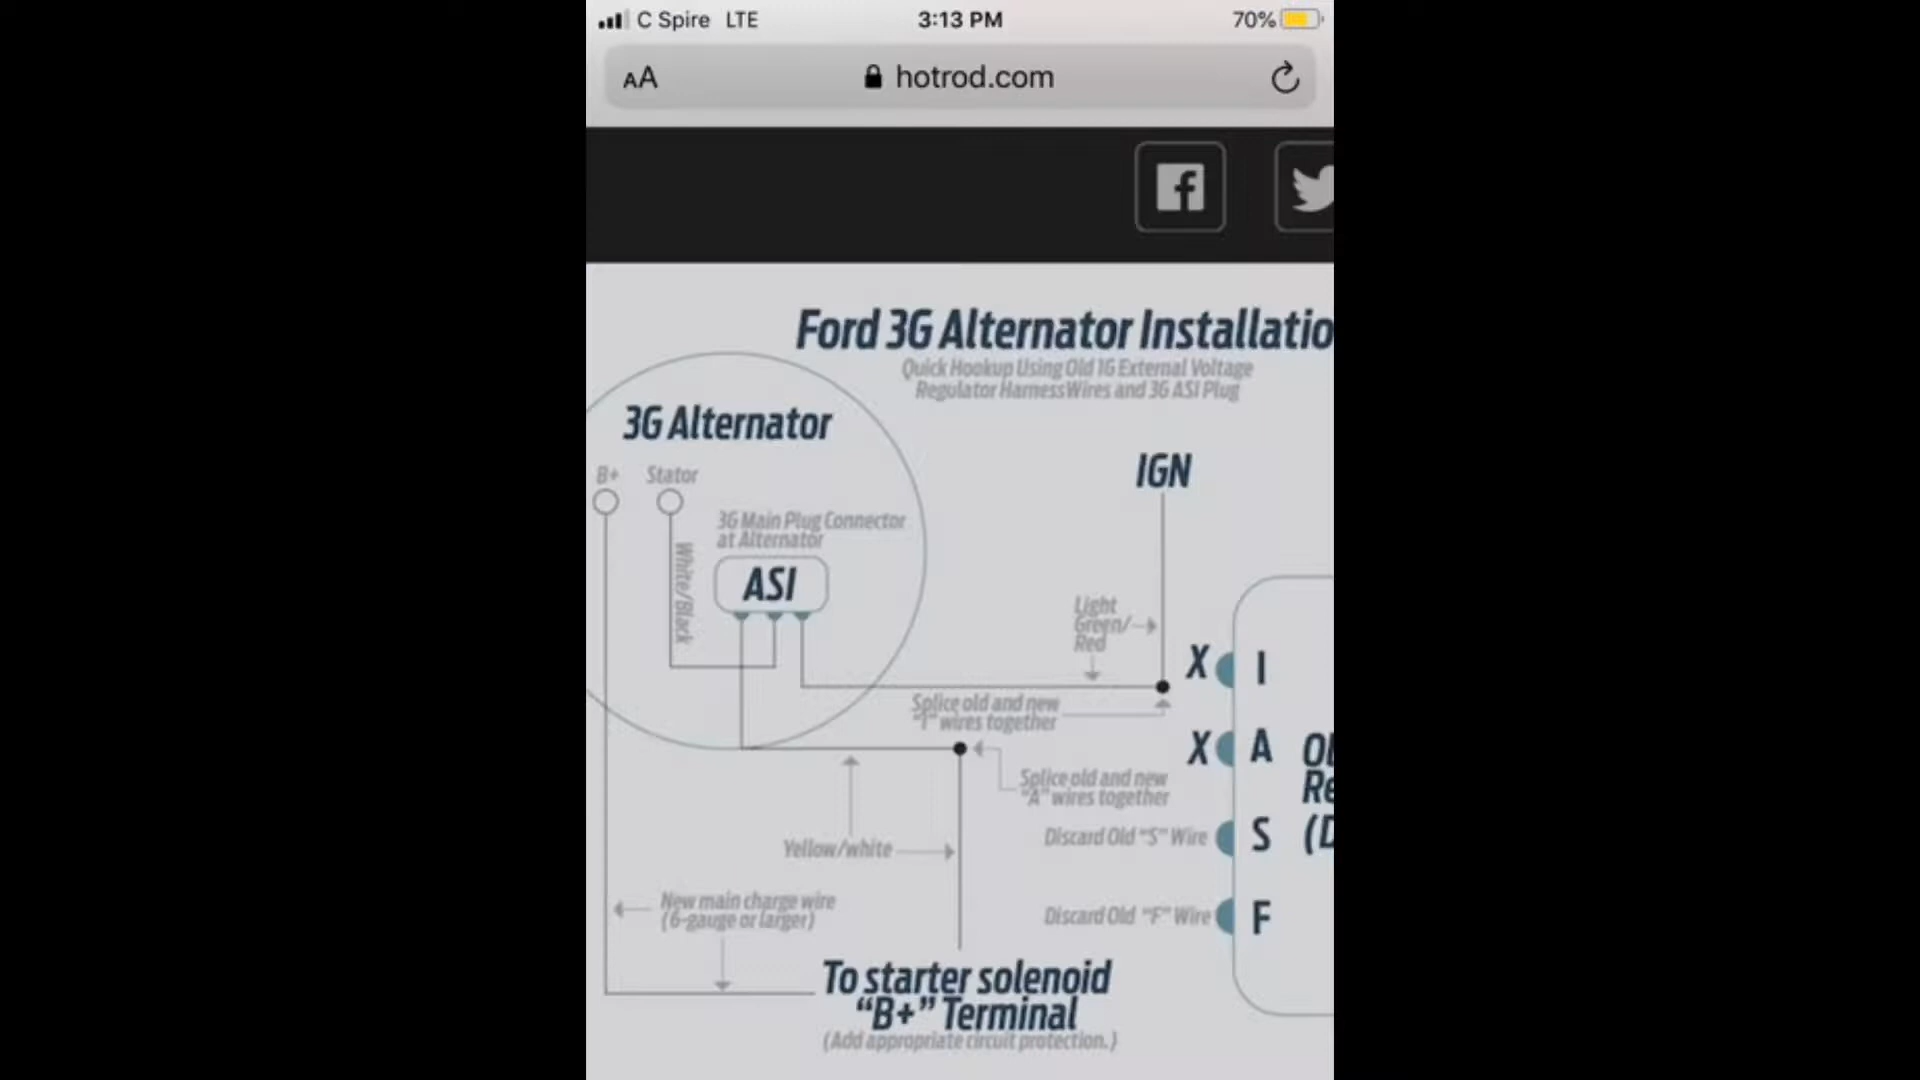 C Spire LTE 3:13 PM 70%
AA hotrod.com
Ford 3G Alternator Installatio
Quick Hookup Using Old 1G External Voltage
Regulator Harness Wires and 3G ASI Plug
3G Alternator
B+ Stator
IGN
3G Main Plug Connector
at Alternator
ASI
White/Black
Light
Green/
Red
X I
Splice old and new
"I" wires together
X A
Ol
Re
(D
Splice old and new
"A" wires together
Discard Old "S" Wire S
Yellow/white
New main charge wire
(6-gauge or larger)
Discard Old "F" Wire F
To starter solenoid
"B+" Terminal
(Add appropriate circuit protection.)